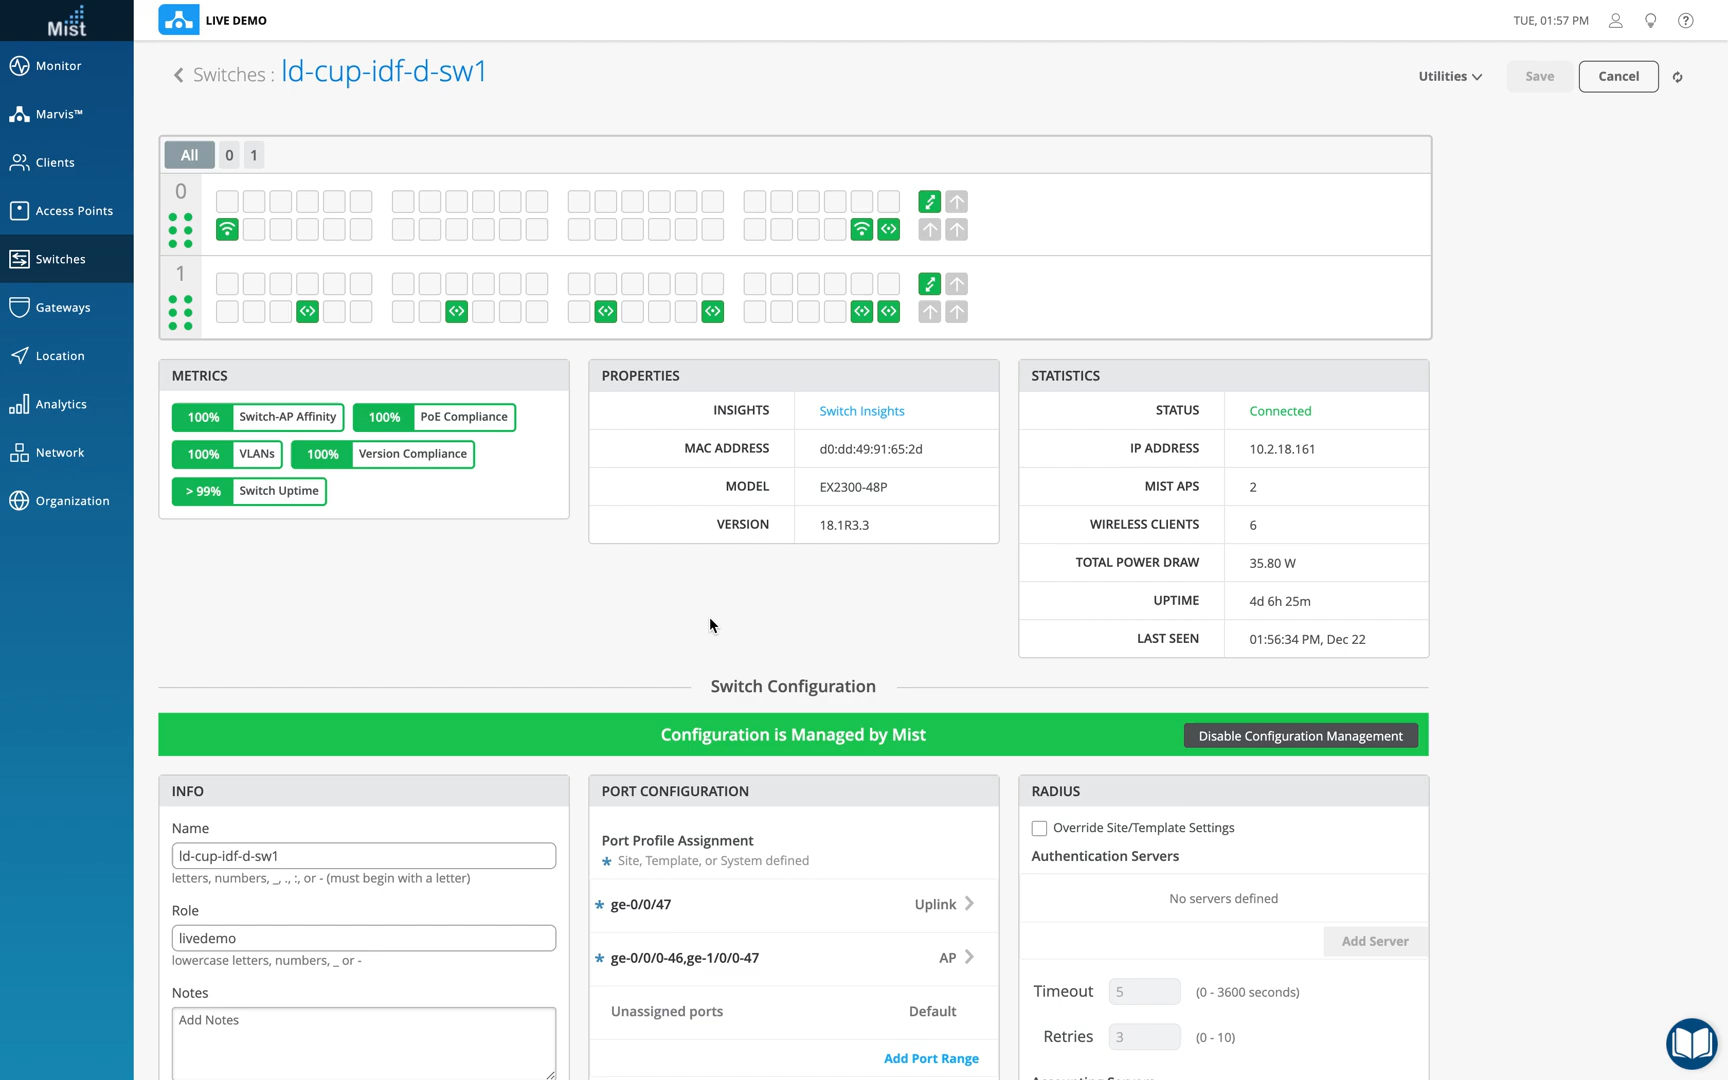 Mist
LIVE DEMO
TUE, 01:57 PM
Monitor
Marvis™
Clients
Access Points
Switches
Gateways
Location
Analytics
Network
Organization
Switches : ld-cup-idf-d-sw1
Utilities
Save
Cancel
All 0 1
0
1
METRICS
100% Switch-AP Affinity
100% PoE Compliance
100% VLANs
100% Version Compliance
> 99% Switch Uptime
PROPERTIES
INSIGHTS Switch Insights
MAC ADDRESS d0:dd:49:91:65:2d
MODEL EX2300-48P
VERSION 18.1R3.3
STATISTICS
STATUS Connected
IP ADDRESS 10.2.18.161
MIST APS 2
WIRELESS CLIENTS 6
TOTAL POWER DRAW 35.80 W
UPTIME 4d 6h 25m
LAST SEEN 01:56:34 PM, Dec 22
Switch Configuration
Configuration is Managed by Mist
Disable Configuration Management
INFO
Name
ld-cup-idf-d-sw1
letters, numbers, _, ., :, or - (must begin with a letter)
Role
livedemo
lowercase letters, numbers, _ or -
Notes
Add Notes
PORT CONFIGURATION
Port Profile Assignment
* Site, Template, or System defined
* ge-0/0/47 Uplink
* ge-0/0/0-46,ge-1/0/0-47 AP
Unassigned ports Default
Add Port Range
RADIUS
Override Site/Template Settings
Authentication Servers
No servers defined
Add Server
Timeout 5 (0 - 3600 seconds)
Retries 3 (0 - 10)